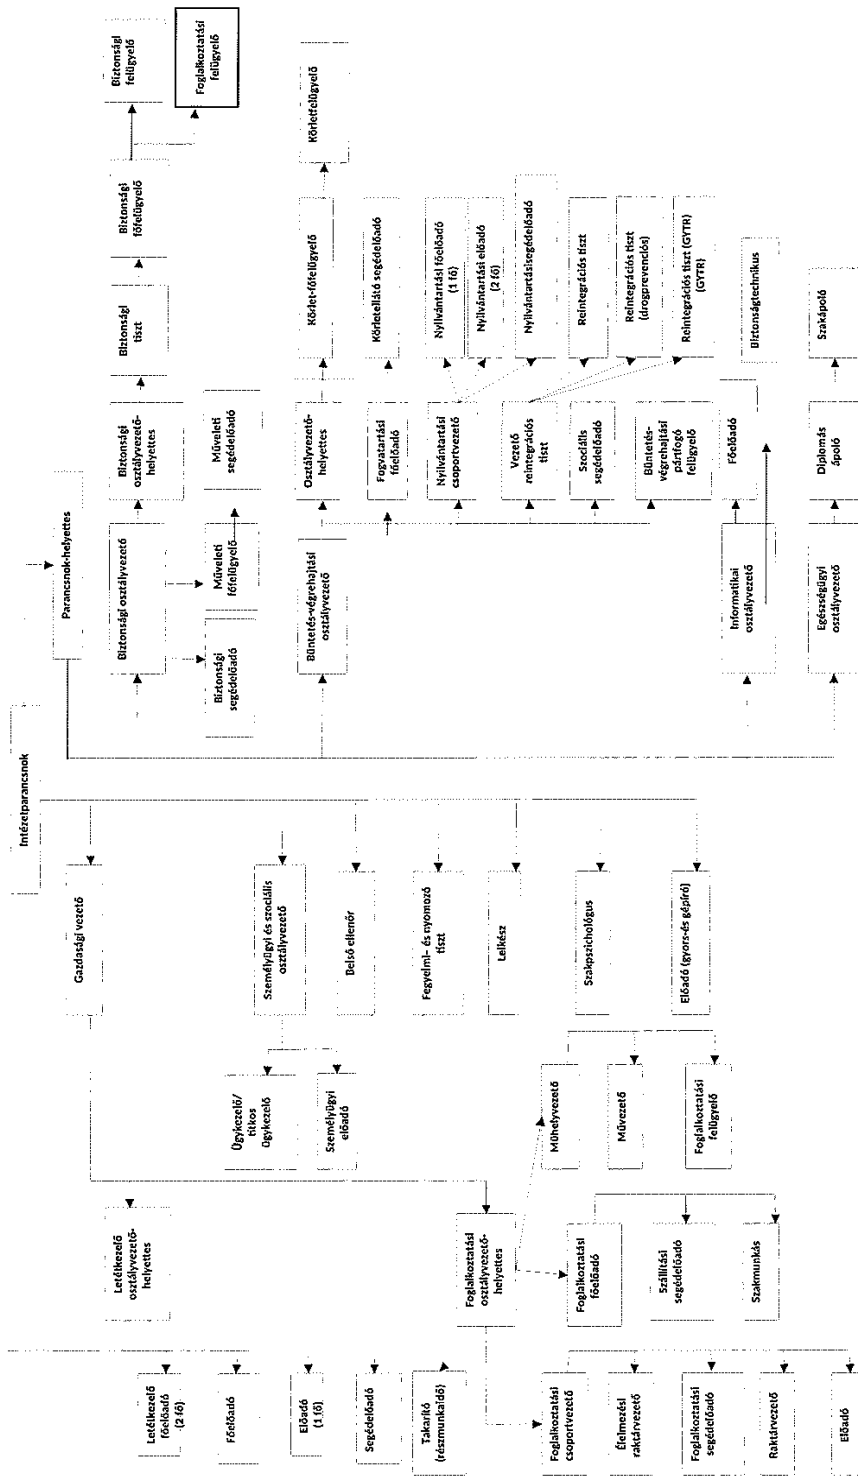 Intézetparancsnok
Parancsnok-helyettes
Gazdasági vezető
Letétkezelő
osztályvezető-
helyettes
Letétkezelő
főelőadó
(2 fő)
Főelőadó
Előadó
(1 fő)
Segédelőadó
Takarító
(részmunkaidő)
Foglalkoztatási
osztályvezető-
helyettes
Foglalkoztatási
csoportvezető
Élelmezési
raktárvezető
Foglalkoztatási
segédelőadó
Raktárvezető
Előadó
Foglalkoztatási
főelőadó
Szállítási
segédelőadó
Szakmunkás
Műhelyvezető
Művezető
Foglalkoztatási
felügyelő
Személyügyi és szociális
osztályvezető
Ügykezelő/
titkos
ügykezelő
Személyügyi
előadó
Belső ellenőr
Fegyelmi- és nyomozó
tiszt
Lelkész
Szakpszichológus
Előadó (gyors-és gépíró)
Biztonsági osztályvezető
Biztonsági
osztályvezető-
helyettes
Biztonsági
tiszt
Biztonsági
főfelügyelő
Biztonsági
felügyelő
Foglalkoztatási
felügyelő
Biztonsági
segédelőadó
Műveleti
főfelügyelő
Műveleti
segédelőadó
Büntetés-végrehajtási
osztályvezető
Osztályvezető-
helyettes
Körlet-főfelügyelő
Körletfelügyelő
Fogvatartási
főelőadó
Körletellátó segédelőadó
Nyilvántartási
csoportvezető
Nyilvántartási főelőadó
(1 fő)
Nyilvántartási előadó
(2 fő)
Nyilvántartásisegédelőadó
Vezető
reintegrációs
tiszt
Reintegrációs tiszt
Reintegrációs tiszt
(drogprevenciós)
Reintegrációs tiszt (GYTR)
(GYTR)
Szociális
segédelőadó
Büntetés-
végrehajtási
pártfogó
felügyelő
Informatikai
osztályvezető
Főelőadó
Biztonságtechnikus
Egészségügyi
osztályvezető
Diplomás
ápoló
Szakápoló